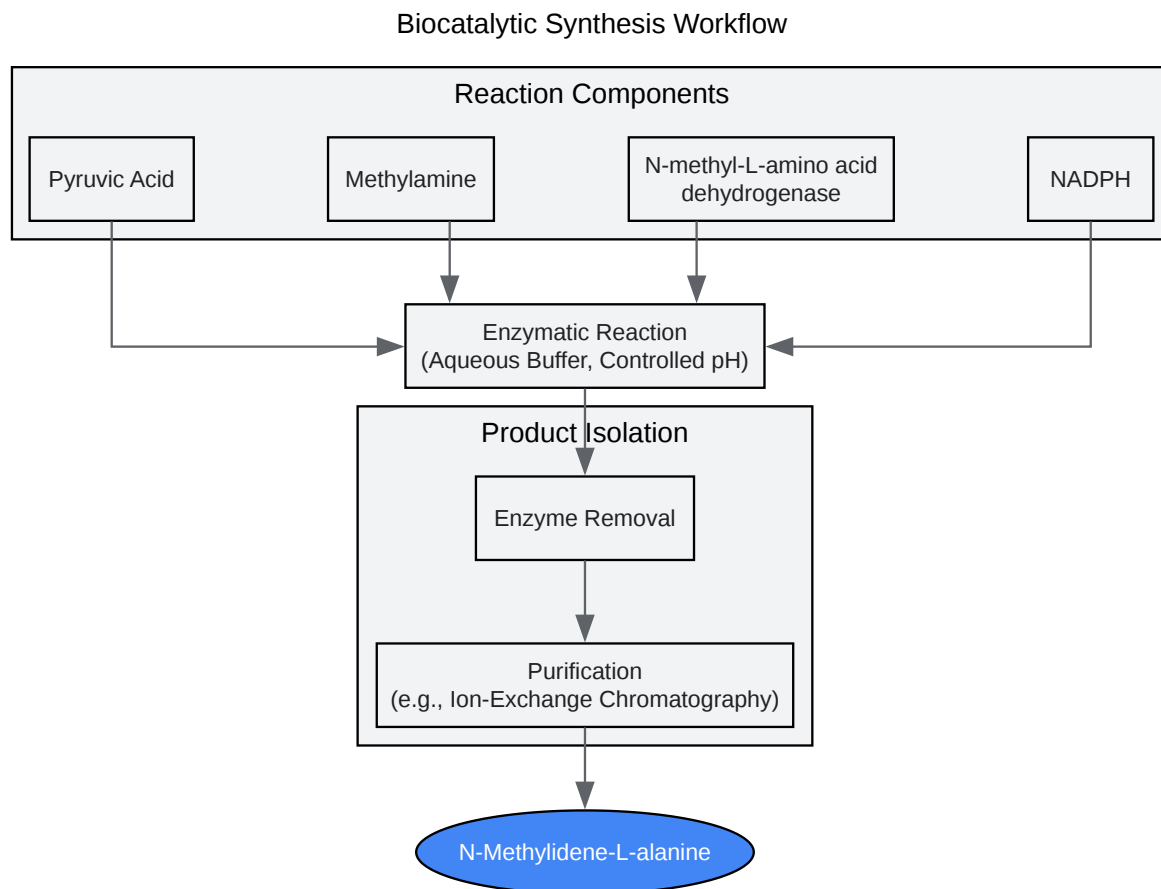 Biocatalytic Synthesis Workflow
Reaction Components
Pyruvic Acid
Methylamine
N-methyl-L-amino acid
dehydrogenase
NADPH
Enzymatic Reaction
(Aqueous Buffer, Controlled pH)
Product Isolation
Enzyme Removal
Purification
(e.g., Ion-Exchange Chromatography)
N-Methylidene-L-alanine